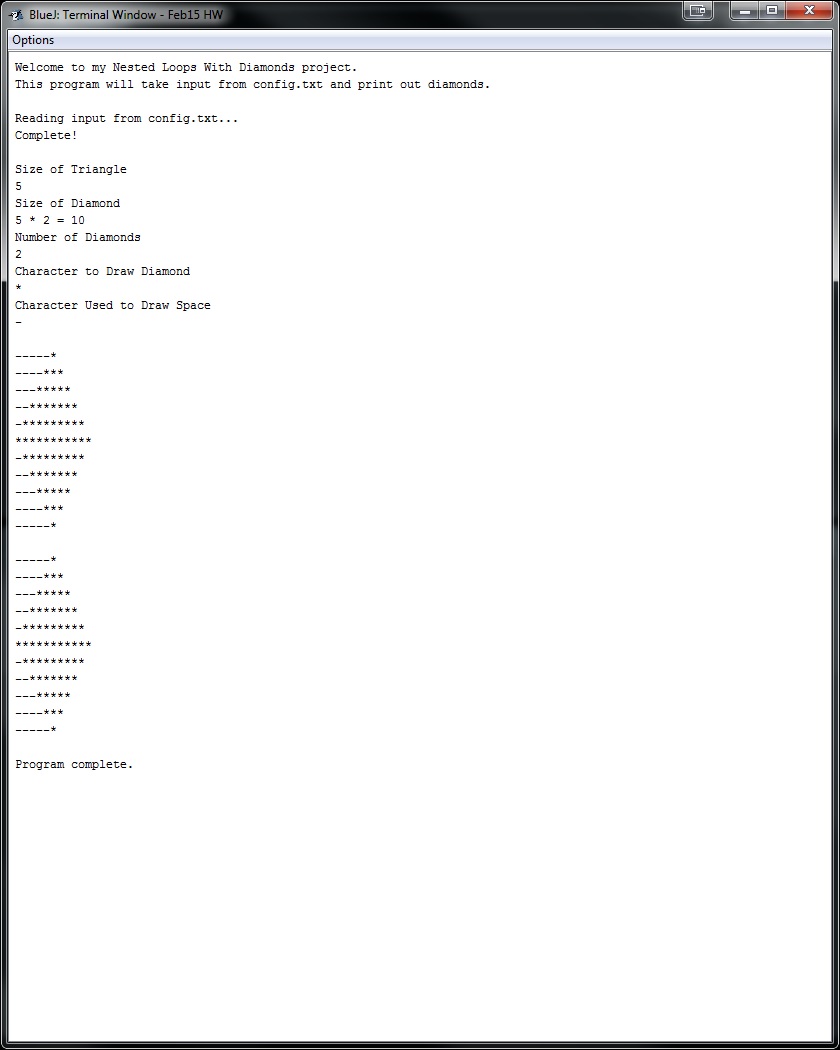 BlueJ: Terminal Window - Feb15 HW
Options
Welcome to my Nested Loops With Diamonds project.
This program will take input from config.txt and print out diamonds.
Reading input from config.txt...
Complete!
Size of Triangle
5
Size of Diamond
5 * 2 = 10
Number of Diamonds
2
Character to Draw Diamond
*
Character Used to Draw Space
-
-----*
----***
---*****
--*******
-*********
***********
-*********
--*******
---*****
----***
-----*
-----*
----***
---*****
--*******
-*********
***********
-*********
--*******
---*****
----***
-----*
Program complete.